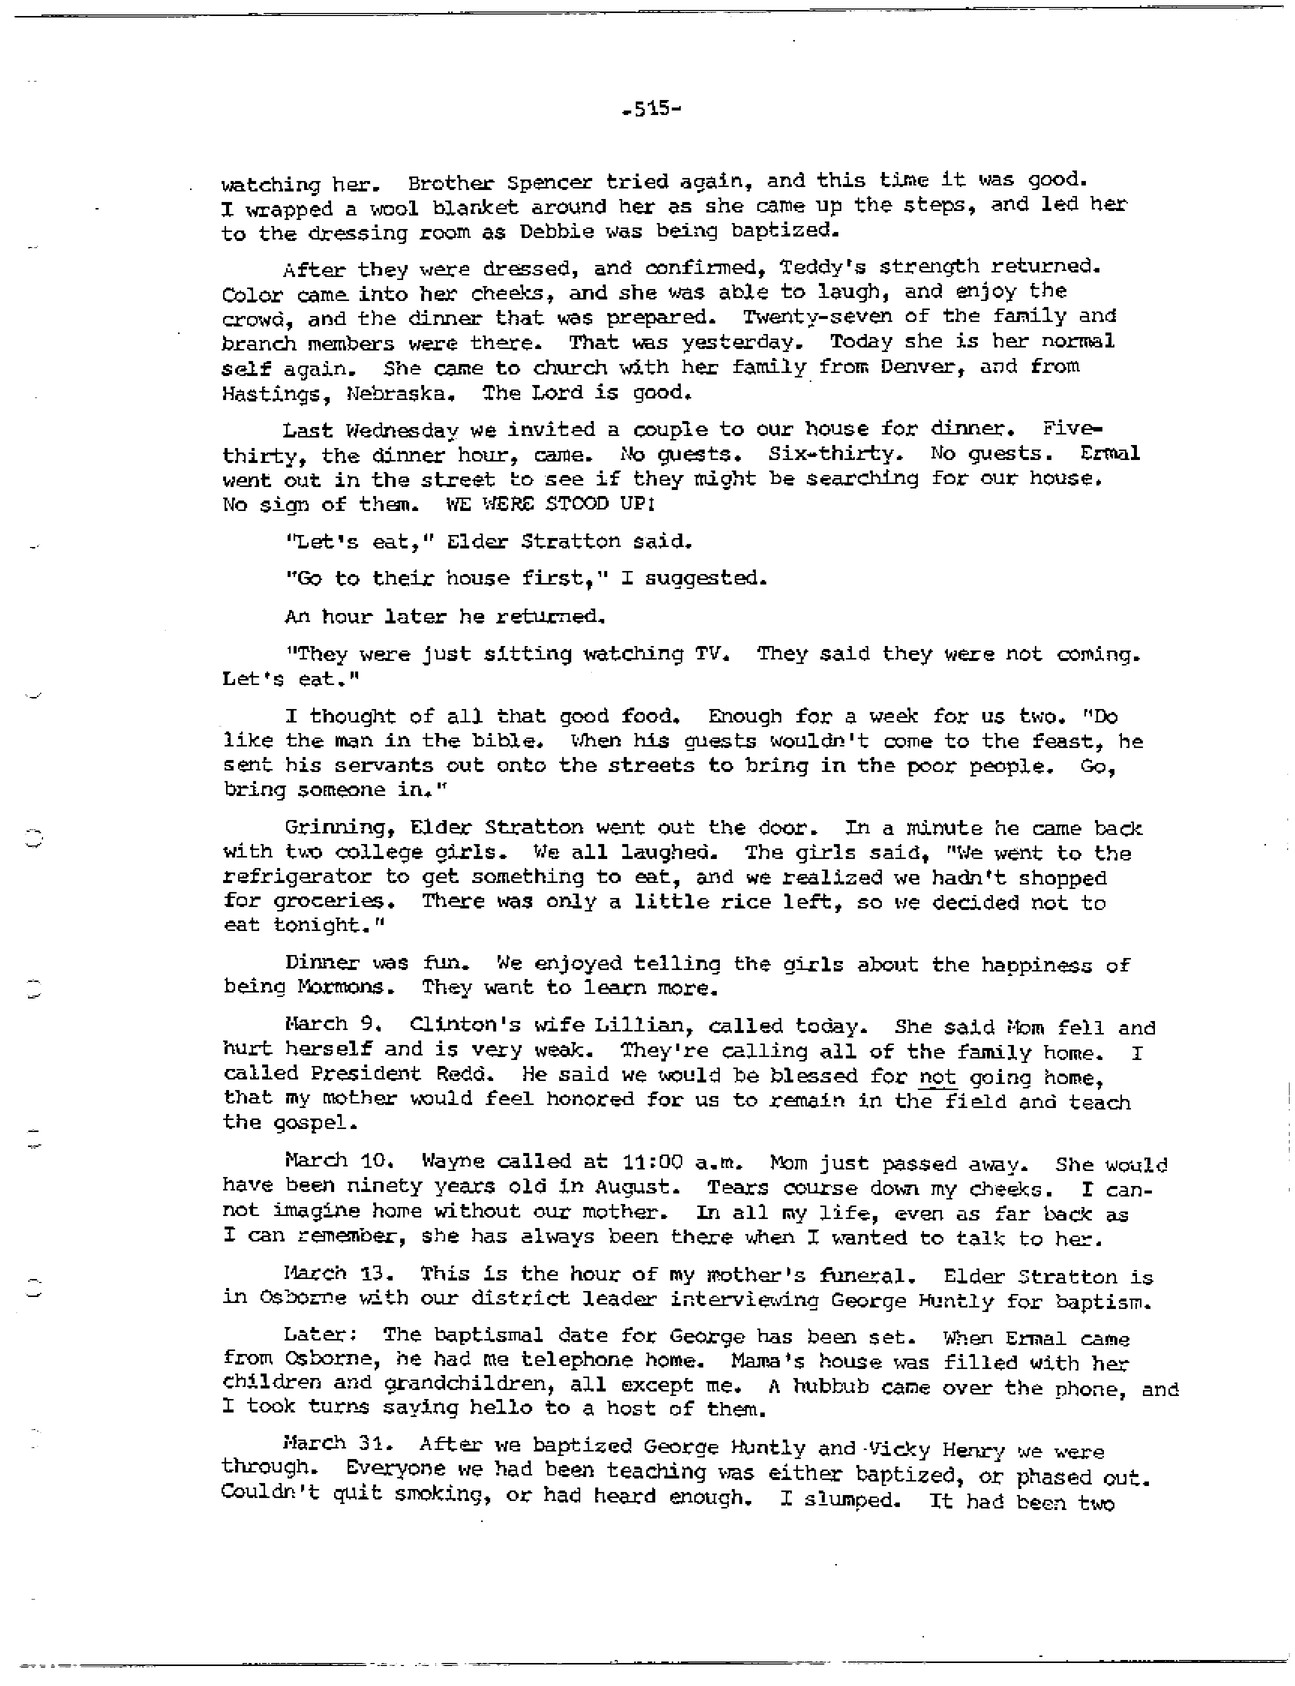 -515-
watching her. Brother Spencer tried again, and this time it was good.
I wrapped a wool blanket around her as she came up the steps, and led her
to the dressing room as Debbie was being baptized.
After they were dressed, and confirmed, Teddy's strength returned.
Color came into her cheeks, and she was able to laugh, and enjoy the
crowd, and the dinner that was prepared. Twenty-seven of the family and
branch members were there. That was yesterday. Today she is her normal
self again. She came to church with her family from Denver, and from
Hastings, Nebraska. The Lord is good.
Last Wednesday we invited a couple to our house for dinner. Five-
thirty, the dinner hour, came. No guests. Six-thirty. No guests. Ermal
went out in the street to see if they might be searching for our house.
No sign of them. WE WERE STOOD UP!
"Let's eat," Elder Stratton said.
"Go to their house first," I suggested.
An hour later he returned.
"They were just sitting watching TV. They said they were not coming.
Let's eat."
I thought of all that good food. Enough for a week for us two. "Do
like the man in the bible. When his guests wouldn't come to the feast, he
sent his servants out onto the streets to bring in the poor people. Go,
bring someone in."
Grinning, Elder Stratton went out the door. In a minute he came back
with two college girls. We all laughed. The girls said, "We went to the
refrigerator to get something to eat, and we realized we hadn't shopped
for groceries. There was only a little rice left, so we decided not to
eat tonight."
Dinner was fun. We enjoyed telling the girls about the happiness of
being Mormons. They want to learn more.
March 9. Clinton's wife Lillian, called today. She said Mom fell and
hurt herself and is very weak. They're calling all of the family home. I
called President Redd. He said we would be blessed for not going home,
that my mother would feel honored for us to remain in the field and teach
the gospel.
March 10. Wayne called at 11:00 a.m. Mom just passed away. She would
have been ninety years old in August. Tears course down my cheeks. I can-
not imagine home without our mother. In all my life, even as far back as
I can remember, she has always been there when I wanted to talk to her.
March 13. This is the hour of my mother's funeral. Elder Stratton is
in Osborne with our district leader interviewing George Huntly for baptism.
Later: The baptismal date for George has been set. When Ermal came
from Osborne, he had me telephone home. Mama's house was filled with her
children and grandchildren, all except me. A hubbub came over the phone, and
I took turns saying hello to a host of them.
March 31. After we baptized George Huntly and Vicky Henry we were
through. Everyone we had been teaching was either baptized, or phased out.
Couldn't quit smoking, or had heard enough. I slumped. It had been two